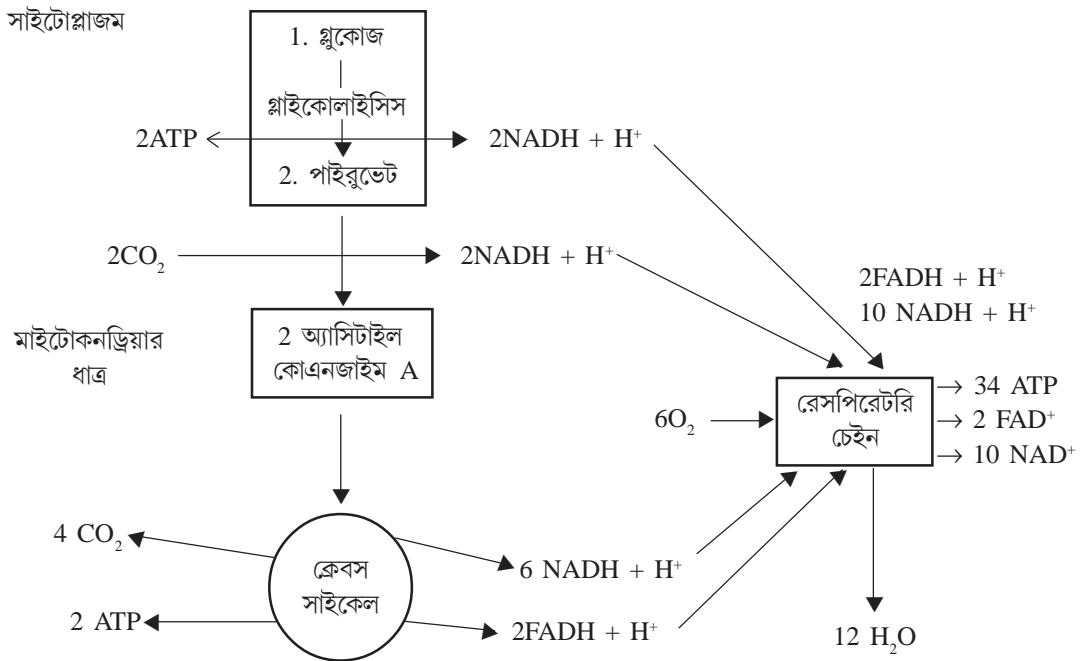 সাইটোপ্লাজম
1. গ্লুকোজ
গ্লাইকোলাইসিস
2ATP
2NADH + H⁺
2. পাইরুভেট
2CO₂
2NADH + H⁺
2FADH + H⁺
10 NADH + H⁺
মাইটোকনড্রিয়ার
ধাত্র
2 অ্যাসিটাইল
কোএনজাইম A
6O₂
রেসপিরেটরি
চেইন
→ 34 ATP
→ 2 FAD⁺
→ 10 NAD⁺
4 CO₂
ক্রেবস
সাইকেল
6 NADH + H⁺
2 ATP
2FADH + H⁺
12 H₂O